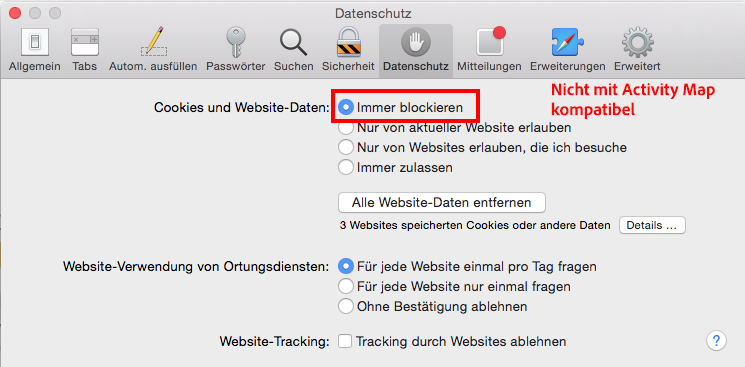 Datenschutz
Allgemein Tabs Autom. ausfüllen Passwörter Suchen Sicherheit Datenschutz Mitteilungen Erweiterungen Erweitert
Nicht mit Activity Map
kompatibel
Cookies und Website-Daten: Immer blockieren
Nur von aktueller Website erlauben
Nur von Websites erlauben, die ich besuche
Immer zulassen
Alle Website-Daten entfernen
3 Websites speicherten Cookies oder andere Daten Details ...
Website-Verwendung von Ortungsdiensten: Für jede Website einmal pro Tag fragen
Für jede Website nur einmal fragen
Ohne Bestätigung ablehnen
Website-Tracking: Tracking durch Websites ablehnen ?